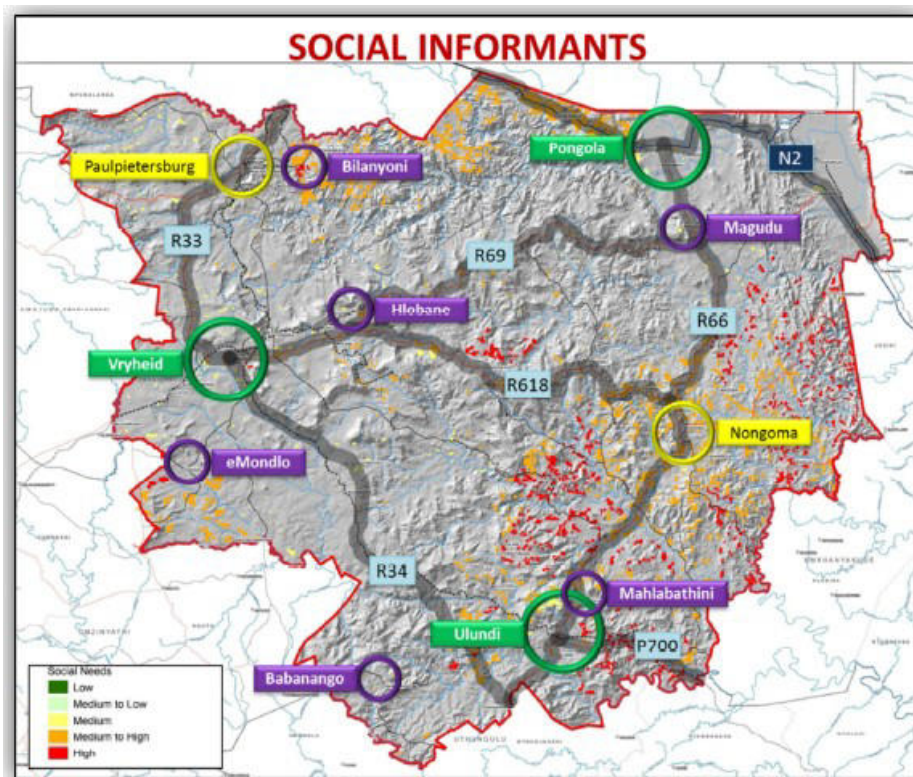 SOCIAL INFORMANTS
Pongola
N2
Paulpietersburg
Bilanyoni
Magudu
R33
R69
Hlobane
R66
Vryheid
R618
Nongoma
eMondlo
R34
Mahlabathini
Ulundi
P700
Babanango
Social Needs
Low
Medium to Low
Medium
Medium to High
High